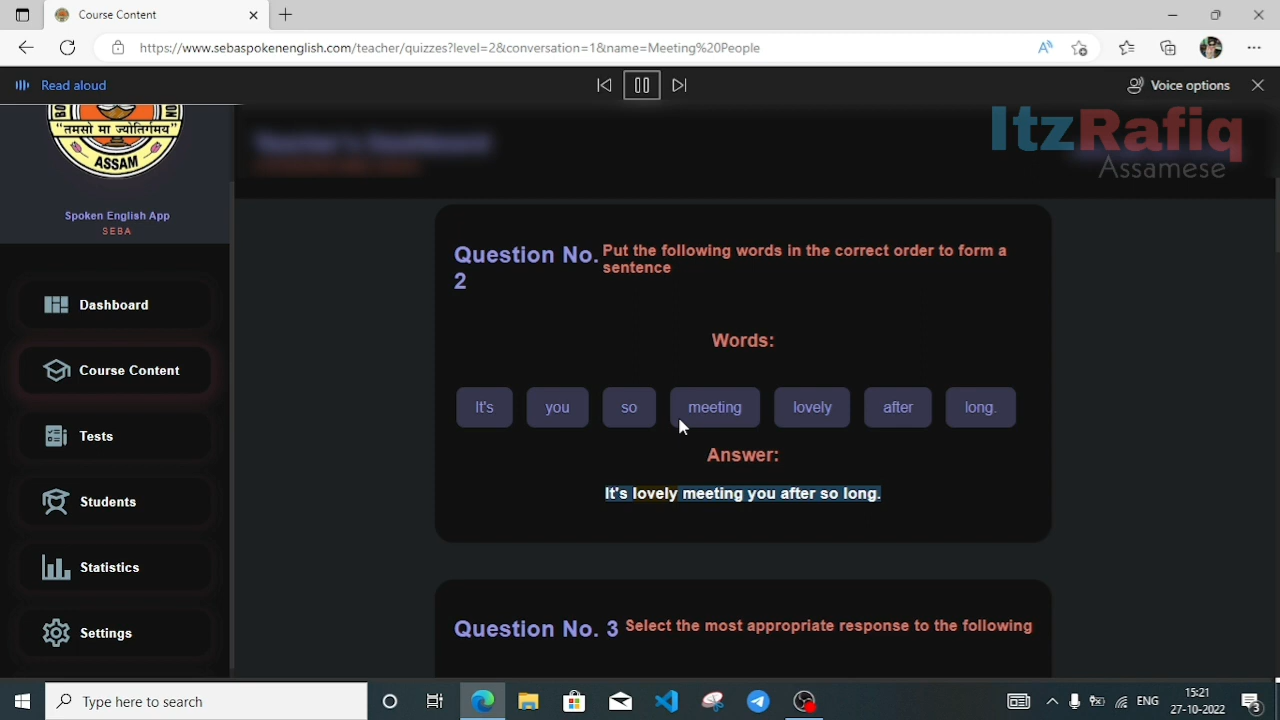 Course Content
https://www.sebaspokenenglish.com/teacher/quizzes?level=2&conversation=1&name=Meeting%20People
Read aloud
Voice options
ItzRafiq
Assamese
"तमसो मा ज्योतिर्गमय"
ASSAM
Spoken English App
SEBA
Dashboard
Course Content
Tests
Students
Statistics
Settings
Question No. 2
Put the following words in the correct order to form a
sentence
Words:
It's you so meeting lovely after long.
Answer:
It's lovely meeting you after so long.
Question No. 3 Select the most appropriate response to the following
Type here to search
ENG
15:21
27-10-2022
3